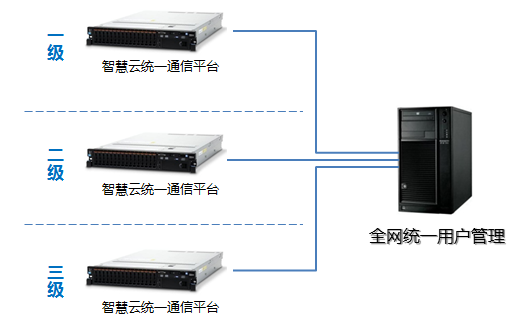 一级
智慧云统一通信平台
二级
智慧云统一通信平台
全网统一用户管理
三级
智慧云统一通信平台